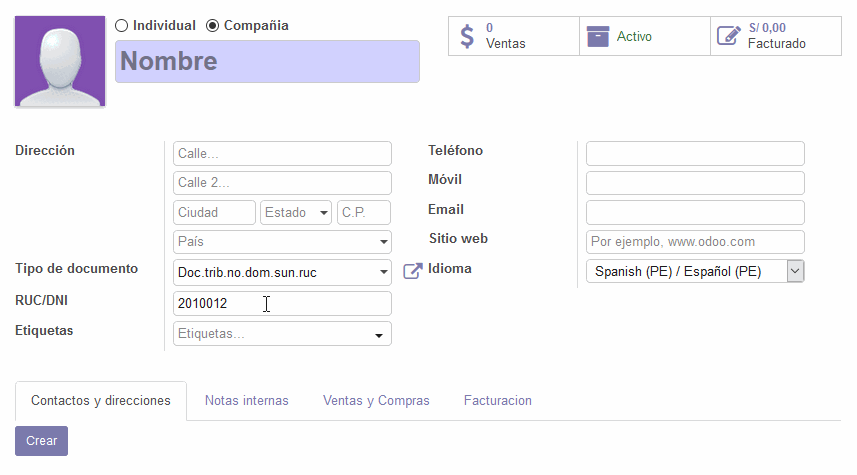 Individual Compañia
Nombre
0
Ventas
Activo
S/ 0,00
Facturado
Dirección
Calle...
Calle 2...
Ciudad Estado C.P.
País
Tipo de documento Doc.trib.no.dom.sun.ruc
RUC/DNI 2010012
Etiquetas Etiquetas...
Teléfono
Móvil
Email
Sitio web Por ejemplo, www.odoo.com
Idioma Spanish (PE) / Español (PE)
Contactos y direcciones Notas internas Ventas y Compras Facturacion
Crear